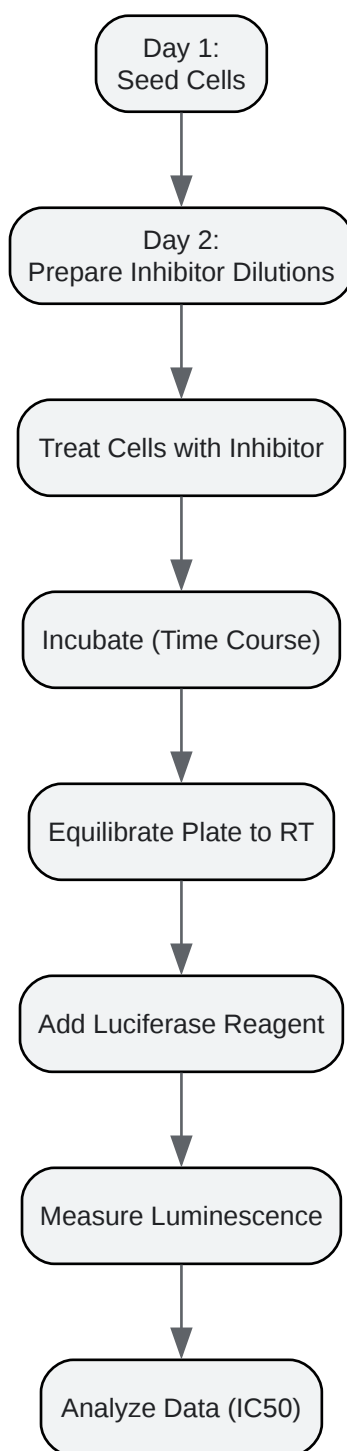 Day 1:
Seed Cells
Day 2:
Prepare Inhibitor Dilutions
Treat Cells with Inhibitor
Incubate (Time Course)
Equilibrate Plate to RT
Add Luciferase Reagent
Measure Luminescence
Analyze Data (IC50)